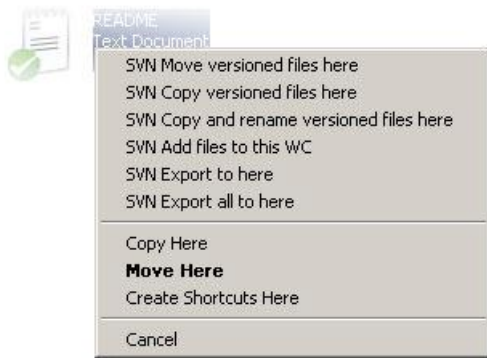 README
Text Document
SVN Move versioned files here
SVN Copy versioned files here
SVN Copy and rename versioned files here
SVN Add files to this WC
SVN Export to here
SVN Export all to here
Copy Here
Move Here
Create Shortcuts Here
Cancel